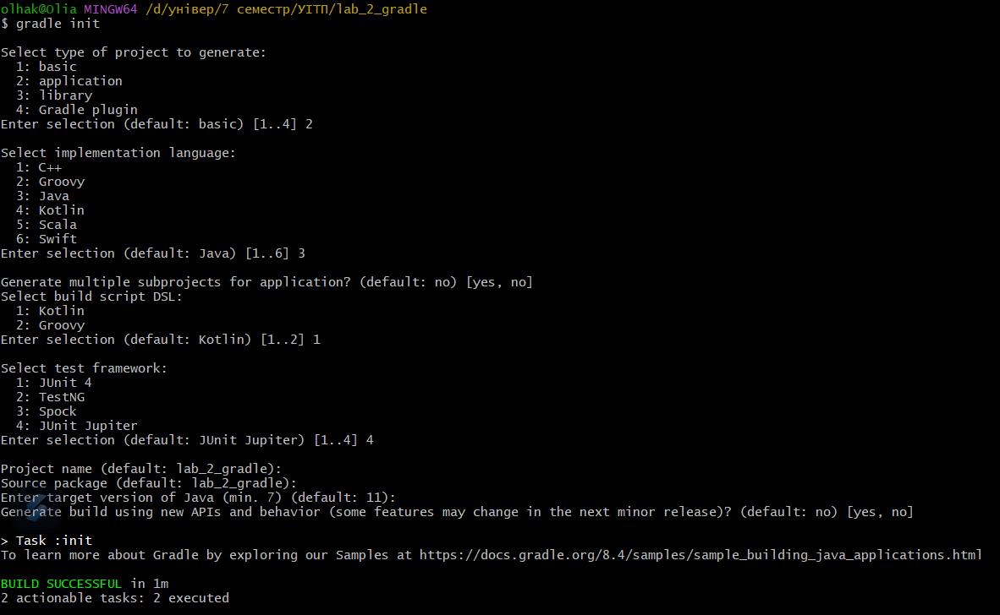 olhak@Olia MINGW64 /d/універ/7 семестр/УІТП/lab_2_gradle
$ gradle init

Select type of project to generate:
  1: basic
  2: application
  3: library
  4: Gradle plugin
Enter selection (default: basic) [1..4] 2

Select implementation language:
  1: C++
  2: Groovy
  3: Java
  4: Kotlin
  5: Scala
  6: Swift
Enter selection (default: Java) [1..6] 3

Generate multiple subprojects for application? (default: no) [yes, no]
Select build script DSL:
  1: Kotlin
  2: Groovy
Enter selection (default: Kotlin) [1..2] 1

Select test framework:
  1: JUnit 4
  2: TestNG
  3: Spock
  4: JUnit Jupiter
Enter selection (default: JUnit Jupiter) [1..4] 4

Project name (default: lab_2_gradle):
Source package (default: lab_2_gradle):
Enter target version of Java (min. 7) (default: 11):
Generate build using new APIs and behavior (some features may change in the next minor release)? (default: no) [yes, no]

> Task :init
To learn more about Gradle by exploring our Samples at https://docs.gradle.org/8.4/samples/sample_building_java_applications.html

BUILD SUCCESSFUL in 1m
2 actionable tasks: 2 executed